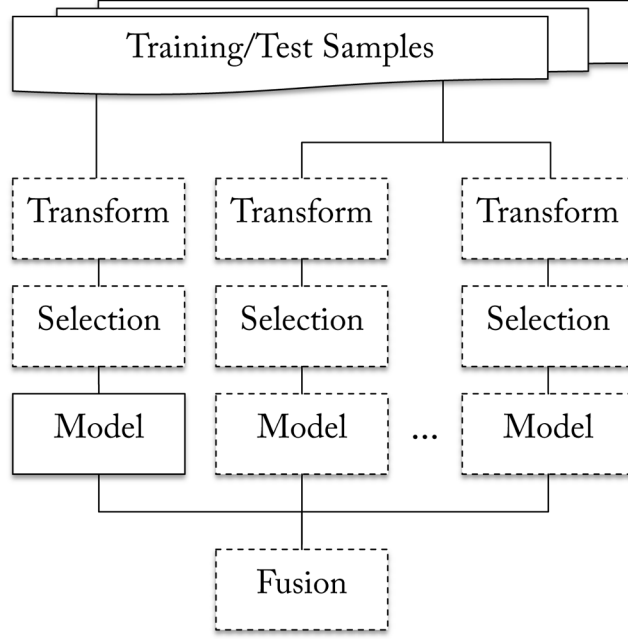 Training/Test Samples
Transform Transform Transform
Selection Selection Selection
Model Model ... Model
Fusion